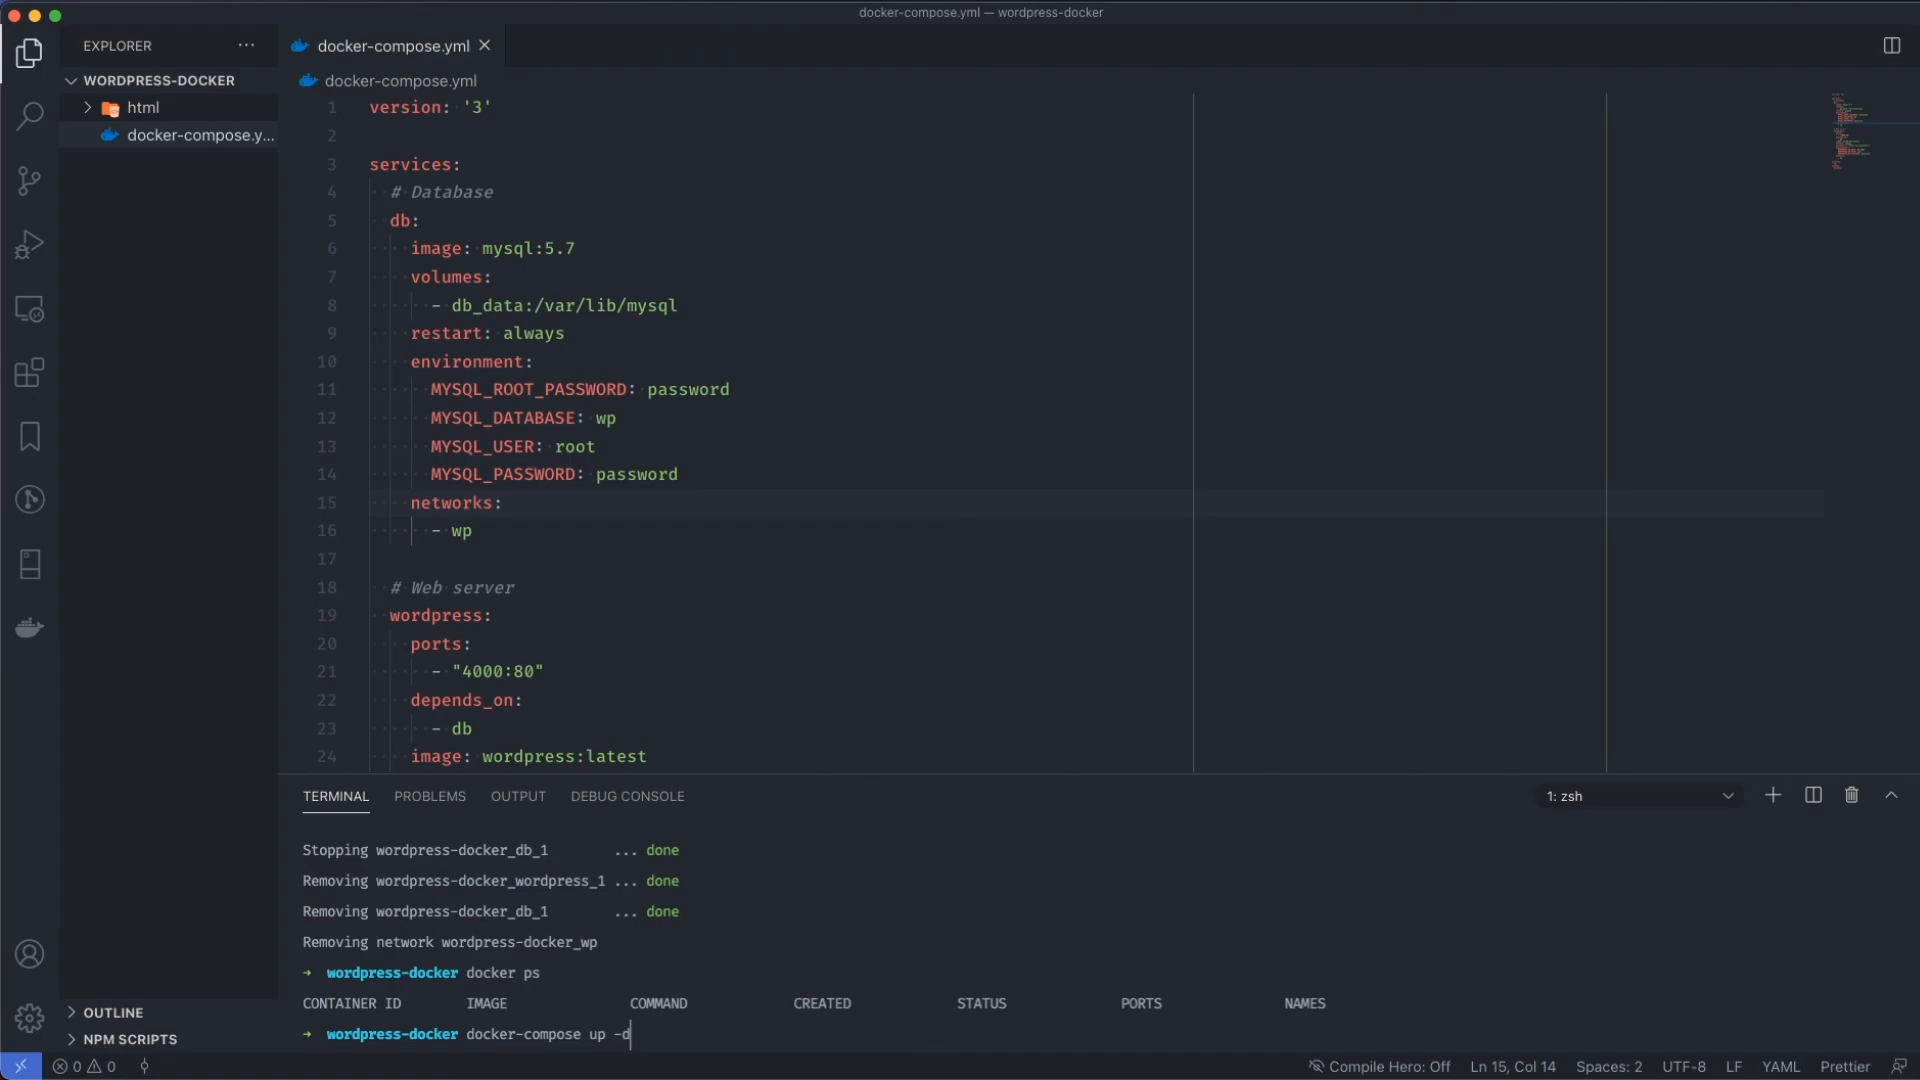 docker-compose.yml — wordpress-docker
EXPLORER
docker-compose.yml
WORDPRESS-DOCKER
docker-compose.yml
html
docker-compose.y...
1 version: '3'
2
3 services:
4 # Database
5 db:
6 image: mysql:5.7
7 volumes:
8 - db_data:/var/lib/mysql
9 restart: always
10 environment:
11 MYSQL_ROOT_PASSWORD: password
12 MYSQL_DATABASE: wp
13 MYSQL_USER: root
14 MYSQL_PASSWORD: password
15 networks:
16 - wp
17
18 # Web server
19 wordpress:
20 ports:
21 - "4000:80"
22 depends_on:
23 - db
24 image: wordpress:latest
TERMINAL PROBLEMS OUTPUT DEBUG CONSOLE 1: zsh
Stopping wordpress-docker_db_1 ... done
Removing wordpress-docker_wordpress_1 ... done
Removing wordpress-docker_db_1 ... done
Removing network wordpress-docker_wp
→ wordpress-docker docker ps
CONTAINER ID IMAGE COMMAND CREATED STATUS PORTS NAMES
→ wordpress-docker docker-compose up -d
OUTLINE
NPM SCRIPTS
0 0 Compile Hero: Off Ln 15, Col 14 Spaces: 2 UTF-8 LF YAML Prettier